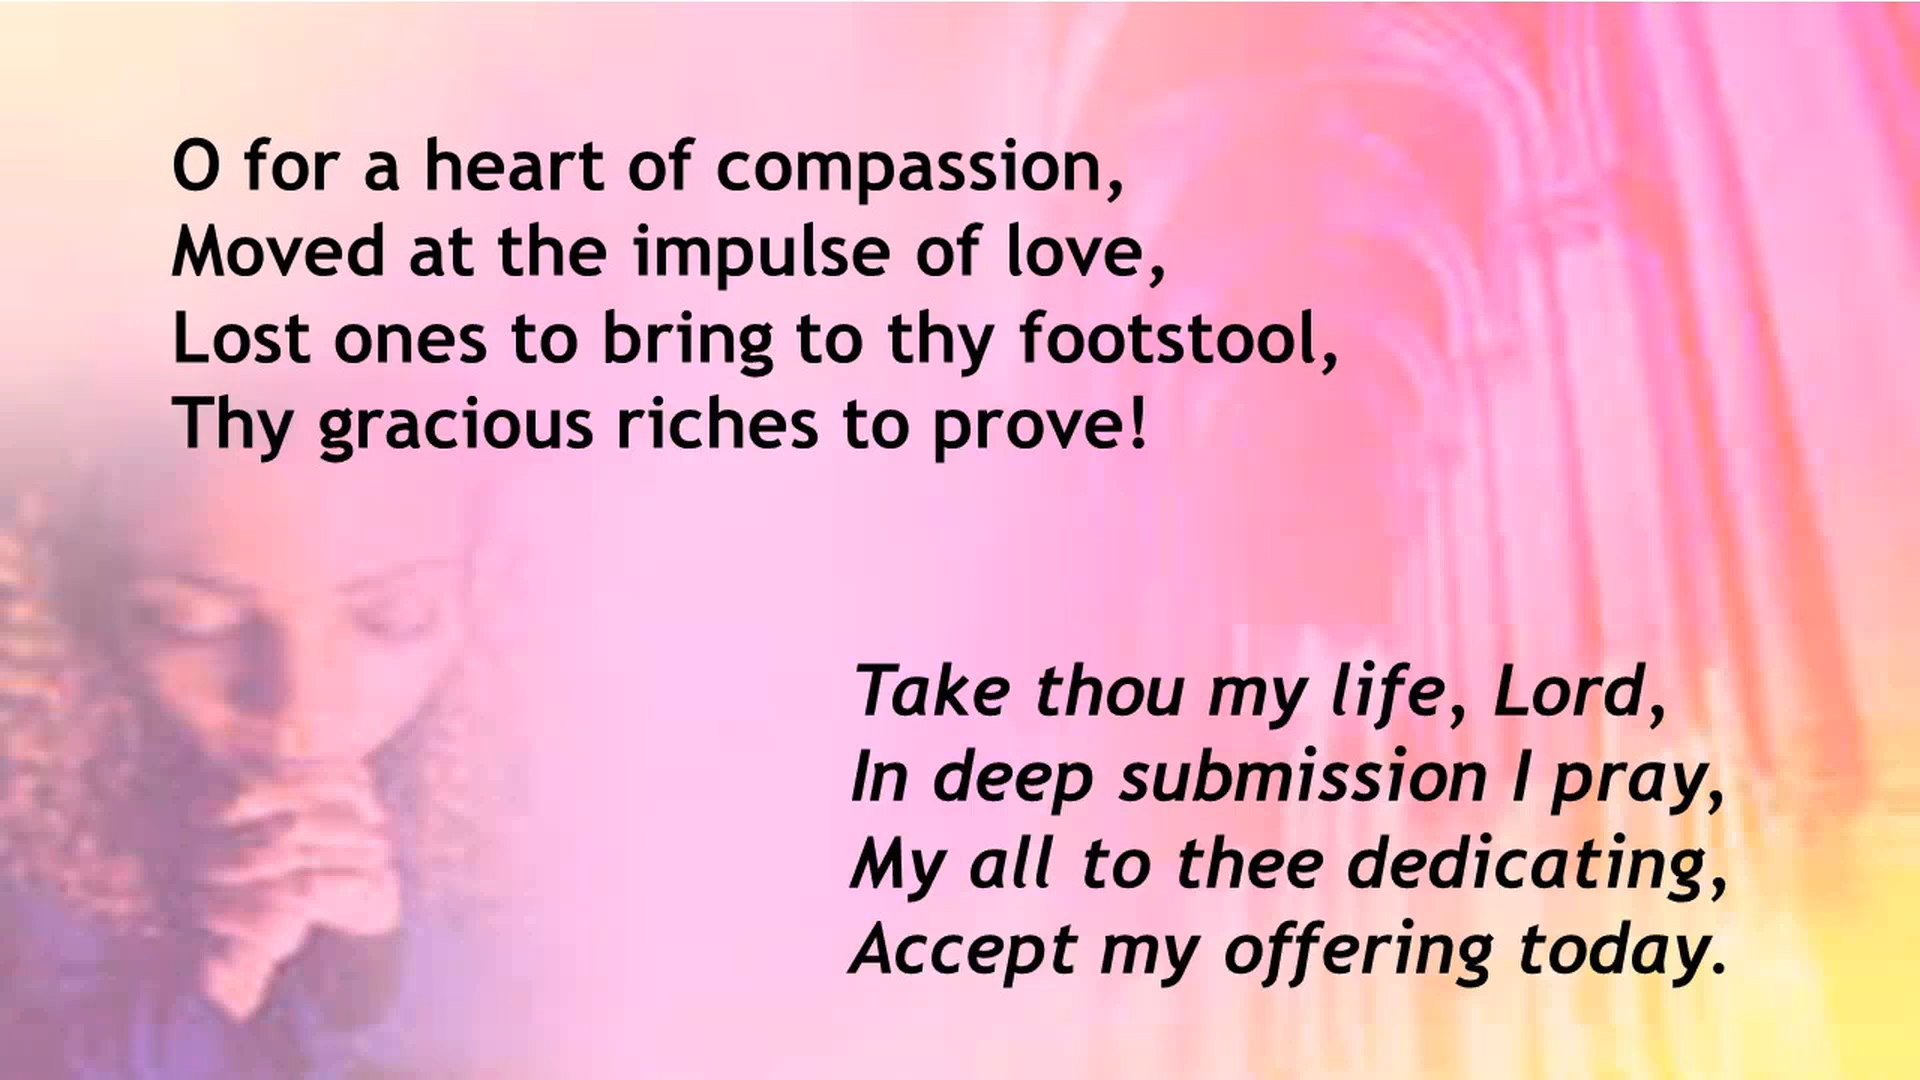 O for a heart of compassion,
Moved at the impulse of love,
Lost ones to bring to thy footstool,
Thy gracious riches to prove!
Take thou my life, Lord,
In deep submission I pray,
My all to thee dedicating,
Accept my offering today.